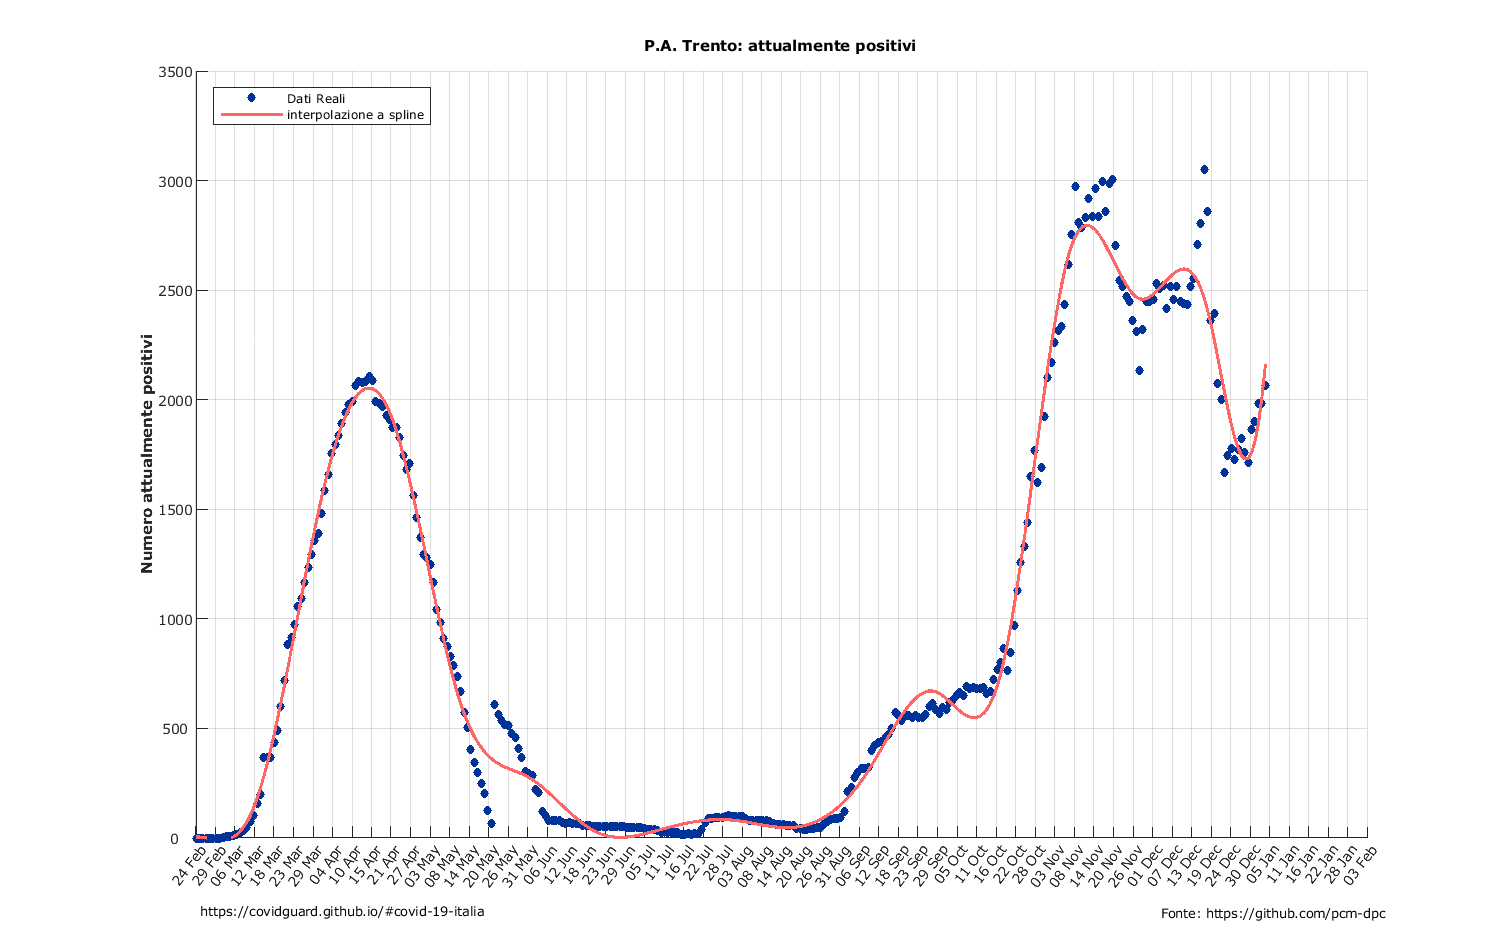 P.A. Trento: attualmente positivi
Dati Reali
interpolazione a spline
Numero attualmente positivi
3500
3000
2500
2000
1500
1000
500
0
24 Feb
29 Feb
06 Mar
12 Mar
18 Mar
23 Mar
29 Mar
04 Apr
10 Apr
15 Apr
21 Apr
27 Apr
03 May
08 May
14 May
20 May
26 May
31 May
06 Jun
12 Jun
18 Jun
23 Jun
29 Jun
05 Jul
11 Jul
16 Jul
22 Jul
28 Jul
03 Aug
08 Aug
14 Aug
20 Aug
26 Aug
31 Aug
06 Sep
12 Sep
18 Sep
23 Sep
29 Sep
05 Oct
11 Oct
16 Oct
22 Oct
28 Oct
03 Nov
08 Nov
14 Nov
20 Nov
26 Nov
01 Dec
07 Dec
13 Dec
19 Dec
24 Dec
30 Dec
05 Jan
11 Jan
16 Jan
22 Jan
28 Jan
03 Feb
https://covidguard.github.io/#covid-19-italia
Fonte: https://github.com/pcm-dpc